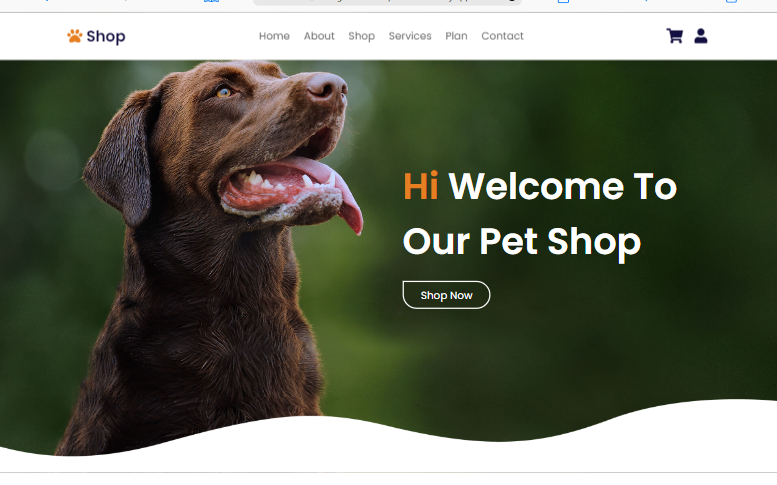 Shop
Home About Shop Services Plan Contact
Hi Welcome To
Our Pet Shop
Shop Now